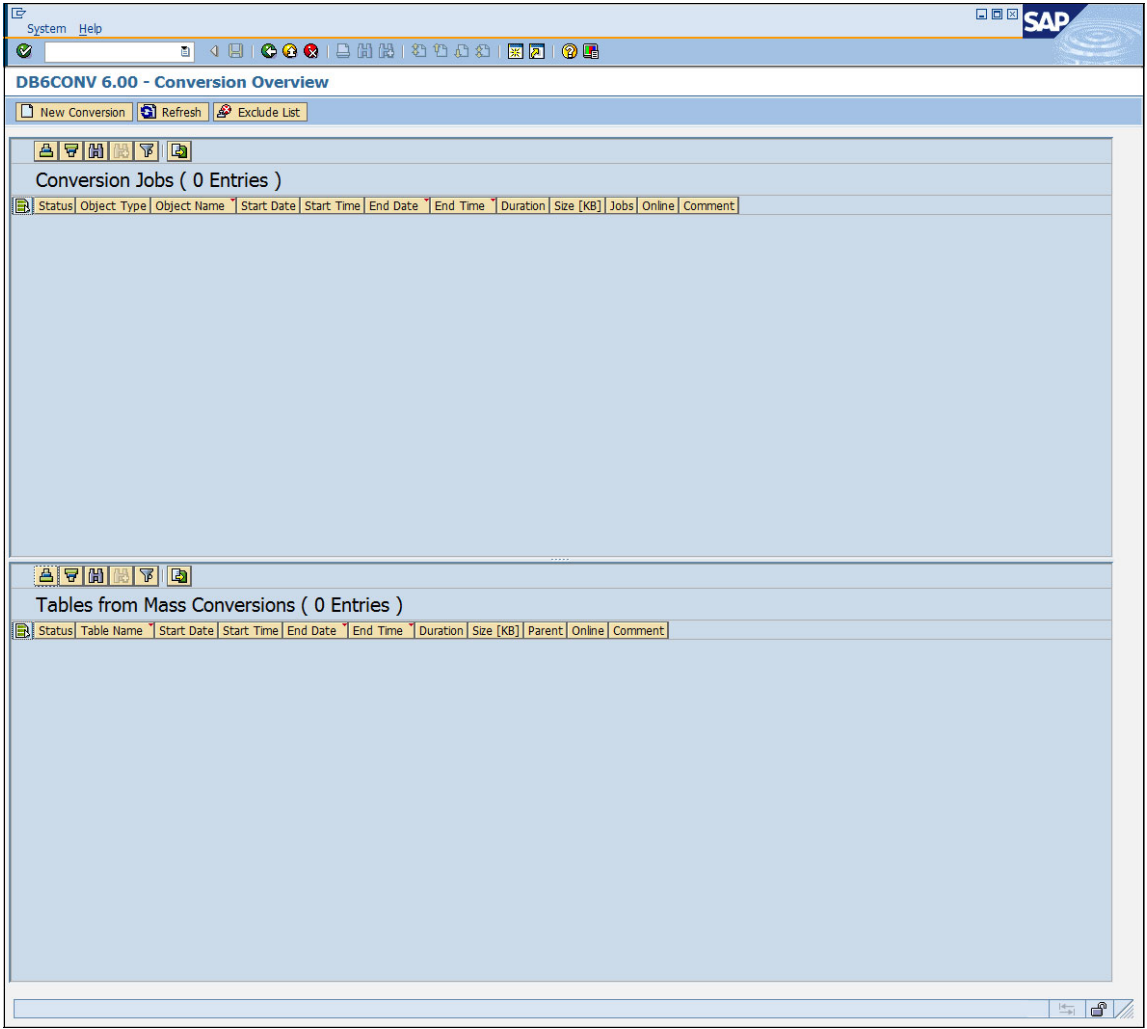 SAP
System Help
DB6CONV 6.00 - Conversion Overview
New Conversion Refresh Exclude List
Conversion Jobs ( 0 Entries )
Status Object Type Object Name Start Date Start Time End Date End Time Duration Size [KB] Jobs Online Comment
Tables from Mass Conversions ( 0 Entries )
Status Table Name Start Date Start Time End Date End Time Duration Size [KB] Parent Online Comment